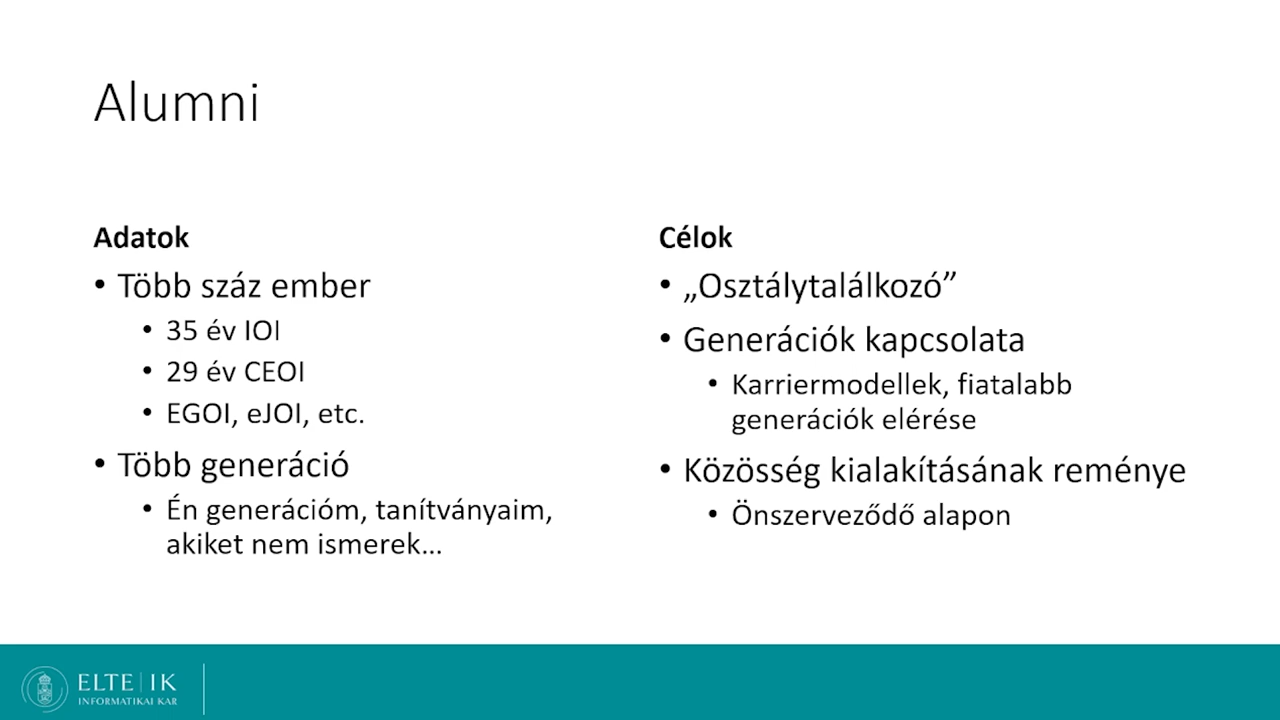 Alumni
Adatok
• Több száz ember
• 35 év IOI
• 29 év CEOI
• EGOI, eJOI, etc.
• Több generáció
• Én generációm, tanítványaim,
akiket nem ismerek...
Célok
• „Osztálytalálkozó”
• Generációk kapcsolata
• Karriermodellek, fiatalabb
generációk elérése
• Közösség kialakításának reménye
• Önszerveződő alapon
ELTE | IK
INFORMATIKAI KAR